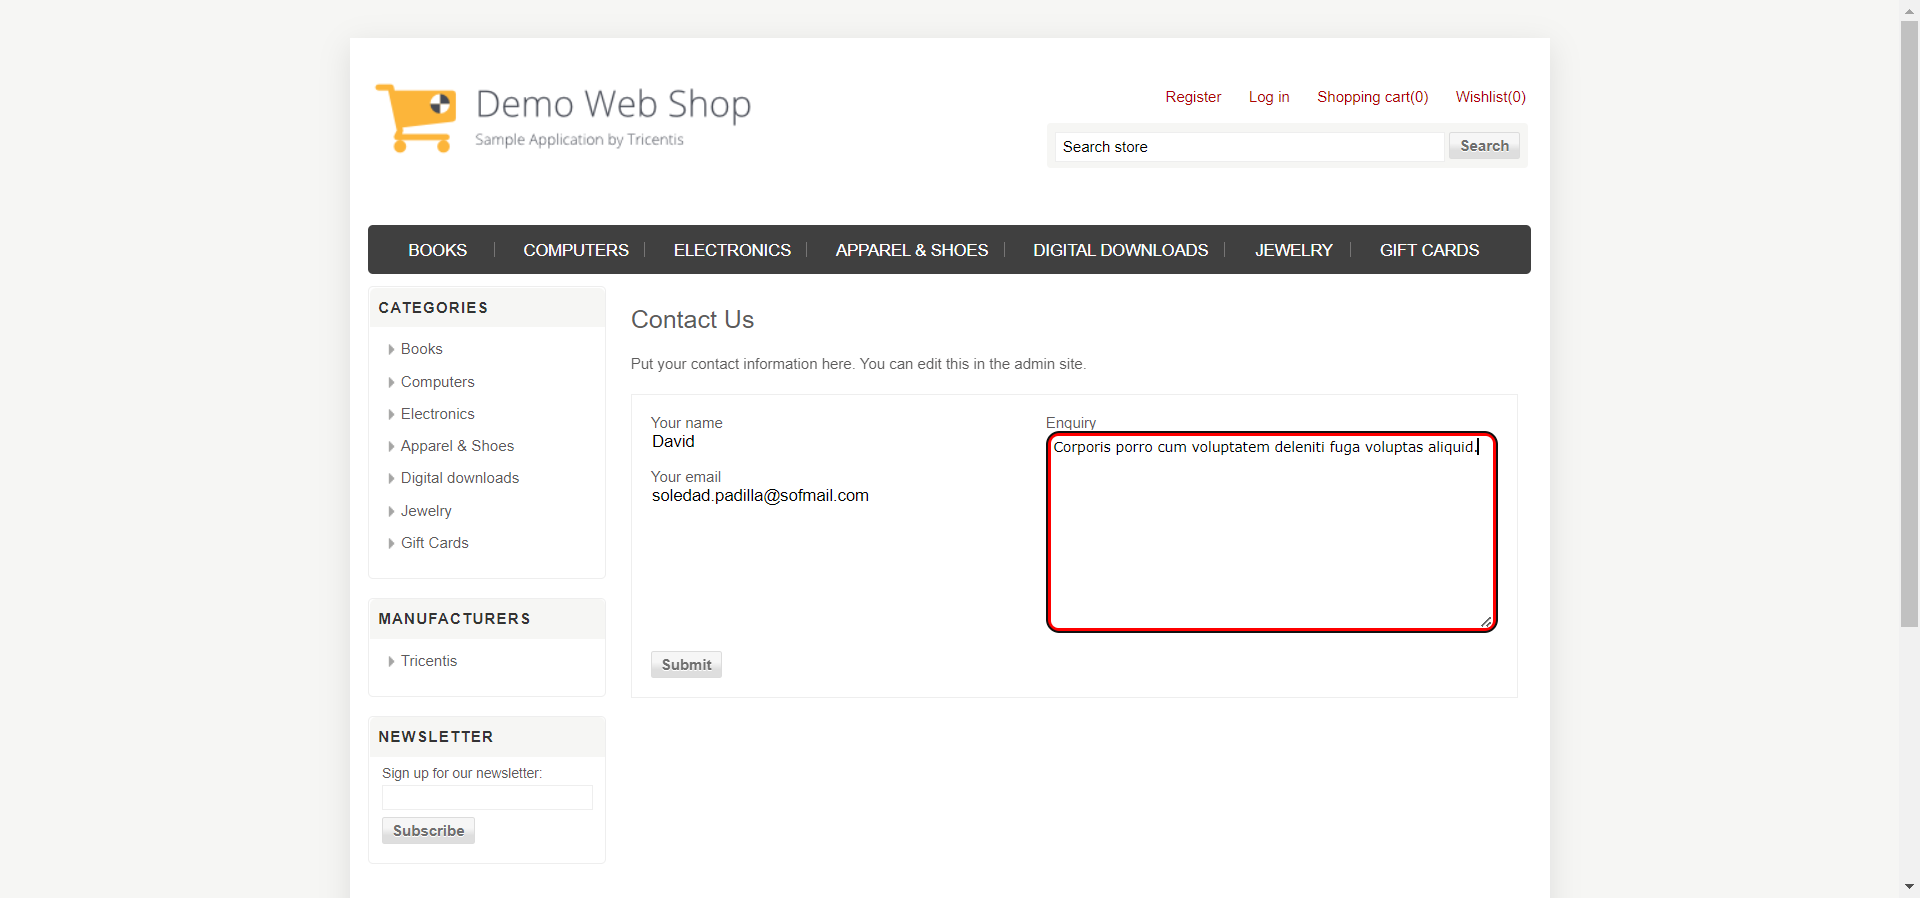 Demo Web Shop
Sample Application by Tricentis
Register
Log in
Shopping cart(0)
Wishlist(0)
Search store
Search
BOOKS
COMPUTERS
ELECTRONICS
APPAREL & SHOES
DIGITAL DOWNLOADS
JEWELRY
GIFT CARDS
CATEGORIES
Books
Computers
Electronics
Apparel & Shoes
Digital downloads
Jewelry
Gift Cards
MANUFACTURERS
Tricentis
NEWSLETTER
Sign up for our newsletter:
Subscribe
Contact Us
Put your contact information here. You can edit this in the admin site.
Your name
David
Your email
soledad.padilla@sofmail.com
Enquiry
Corporis porro cum voluptatem deleniti fuga voluptas aliquid.
Submit